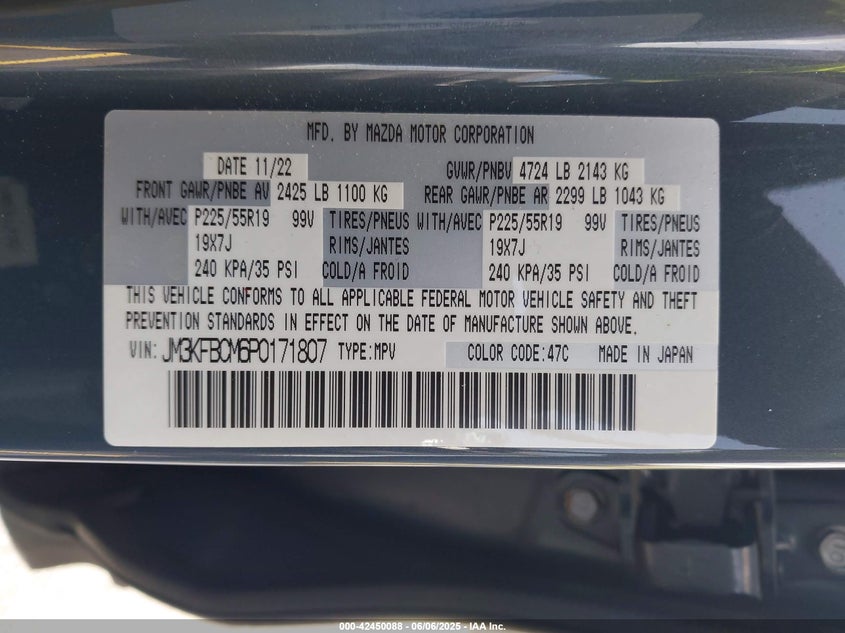 MFD. BY MAZDA MOTOR CORPORATION
DATE 11/22 GVWR/PNBV 4724 LB 2143 KG
FRONT GAWR/PNBE AV 2425 LB 1100 KG REAR GAWR/PNBE AR 2299 LB 1043 KG
WITH/AVEC P225/55R19 99V TIRES/PNEUS WITH/AVEC P225/55R19 99V TIRES/PNEUS
19X7J RIMS/JANTES 19X7J RIMS/JANTES
240 KPA/35 PSI COLD/A FROID 240 KPA/35 PSI COLD/A FROID
THIS VEHICLE CONFORMS TO ALL APPLICABLE FEDERAL MOTOR VEHICLE SAFETY AND THEFT
PREVENTION STANDARDS IN EFFECT ON THE DATE OF MANUFACTURE SHOWN ABOVE.
VIN: JM3KFBCM6P0171807 TYPE:MPV COLOR CODE:47C MADE IN JAPAN
000-42450088 - 06/06/2025 - IAA Inc.